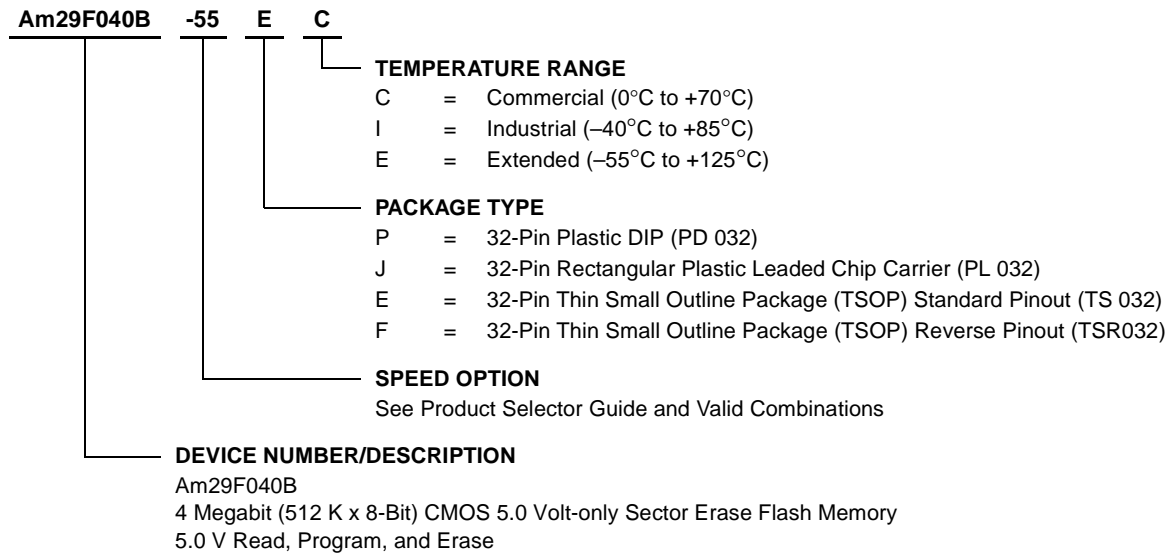 Am29F040B -55 E C
TEMPERATURE RANGE
C = Commercial (0°C to +70°C)
I = Industrial (–40°C to +85°C)
E = Extended (–55°C to +125°C)
PACKAGE TYPE
P = 32-Pin Plastic DIP (PD 032)
J = 32-Pin Rectangular Plastic Leaded Chip Carrier (PL 032)
E = 32-Pin Thin Small Outline Package (TSOP) Standard Pinout (TS 032)
F = 32-Pin Thin Small Outline Package (TSOP) Reverse Pinout (TSR032)
SPEED OPTION
See Product Selector Guide and Valid Combinations
DEVICE NUMBER/DESCRIPTION
Am29F040B
4 Megabit (512 K x 8-Bit) CMOS 5.0 Volt-only Sector Erase Flash Memory
5.0 V Read, Program, and Erase